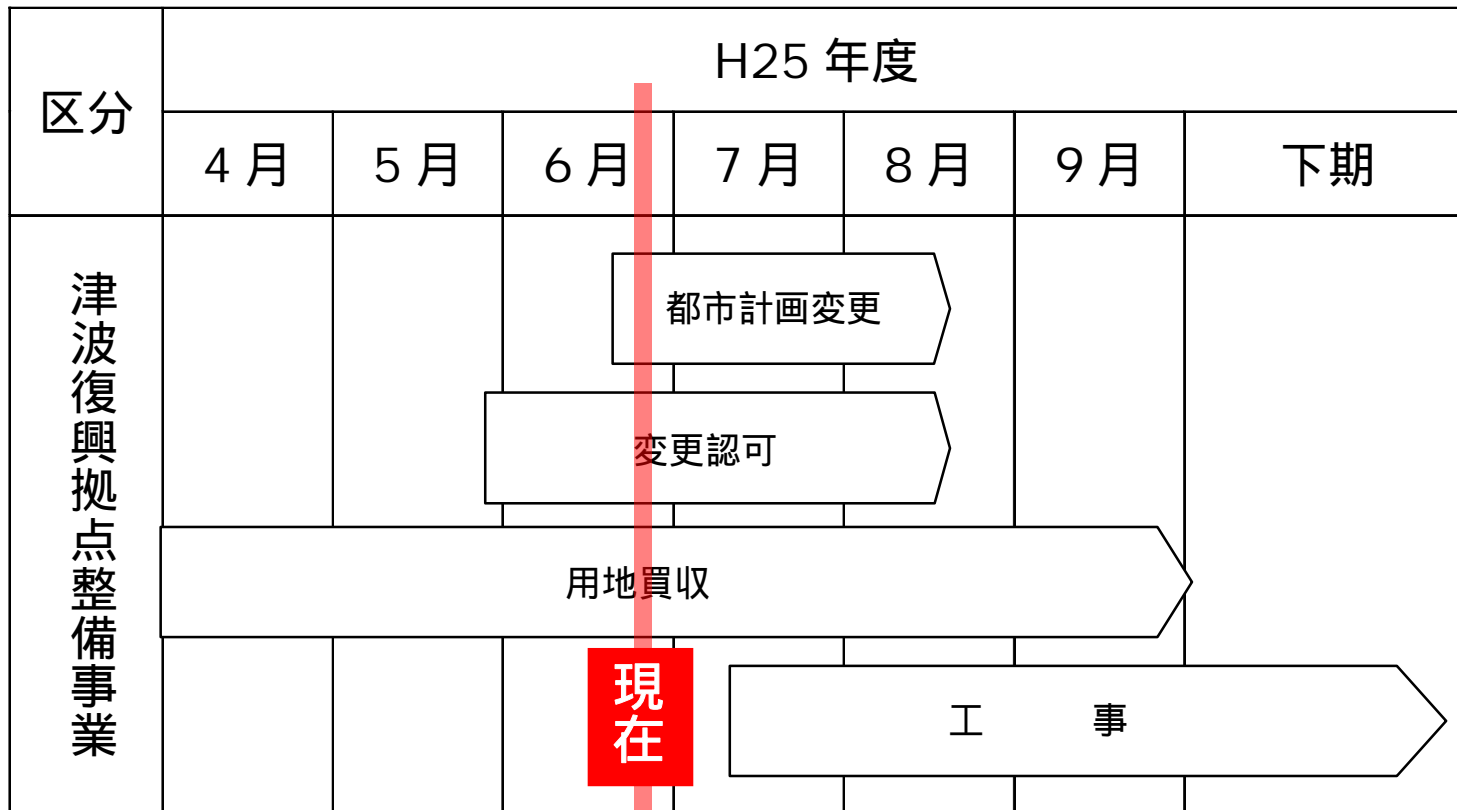 区分
H25 年度
4 月
5 月
6 月
7 月
8 月
9 月
下期
津波復興拠点整備事業
都市計画変更
変更認可
用地買収
現在
工 事